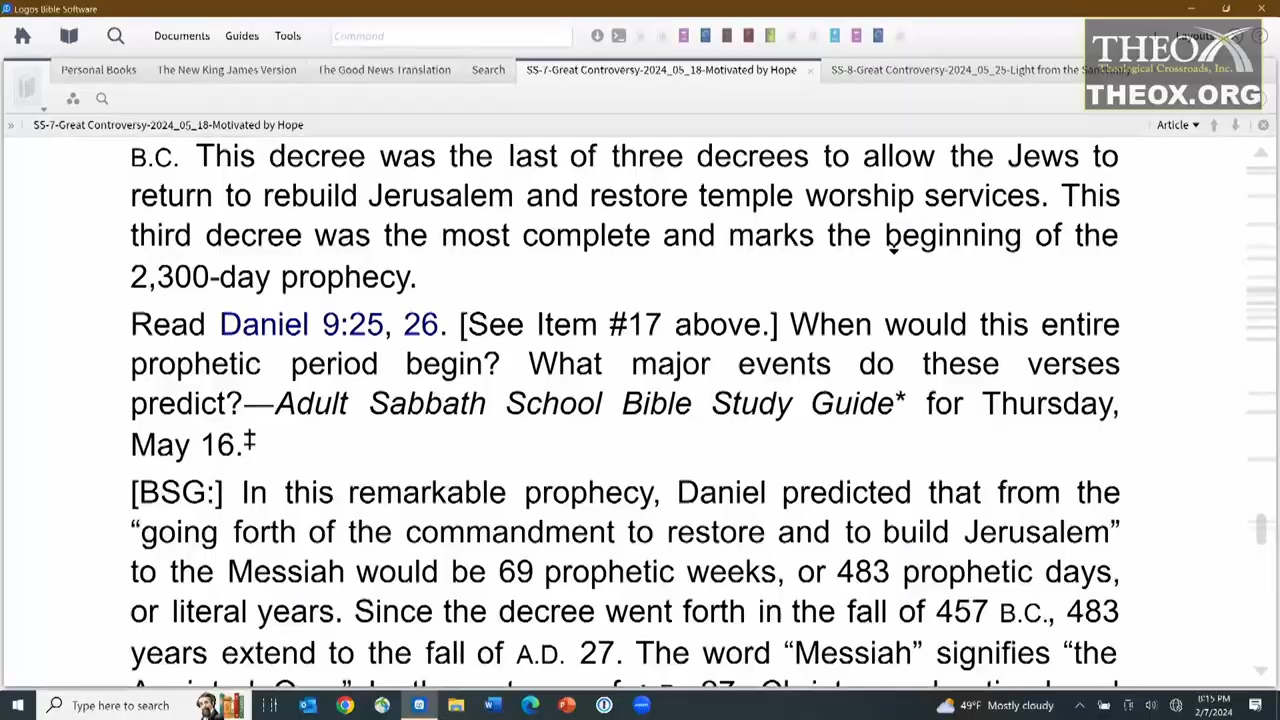 Logos Bible Software
Documents Guides Tools Command
THEOX
Theological Crossroads, Inc.
THEOX.ORG
Personal Books The New King James Version The Good New SS-7-Great Controversy-2024_05_18-Motivated by Hope SS-8-Great Controversy-2024_05_25-Light from the
SS-7-Great Controversy-2024_05_18-Motivated by Hope Article
B.C. This decree was the last of three decrees to allow the Jews to
return to rebuild Jerusalem and restore temple worship services. This
third decree was the most complete and marks the beginning of the
2,300-day prophecy.
Read Daniel 9:25, 26. [See Item #17 above.] When would this entire
prophetic period begin? What major events do these verses
predict?—Adult Sabbath School Bible Study Guide* for Thursday,
May 16.‡
[BSG:] In this remarkable prophecy, Daniel predicted that from the
“going forth of the commandment to restore and to build Jerusalem”
to the Messiah would be 69 prophetic weeks, or 483 prophetic days,
or literal years. Since the decree went forth in the fall of 457 B.C., 483
years extend to the fall of A.D. 27. The word “Messiah” signifies “the
Type here to search 49°F Mostly cloudy 8:15 PM
2/7/2024